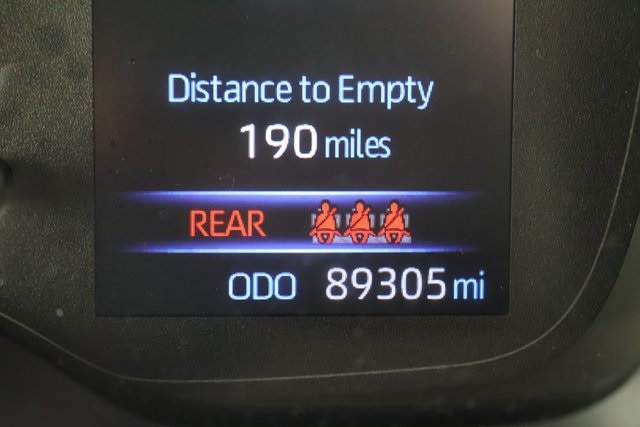 Distance to Empty
190 miles
REAR
ODO 89305 mi